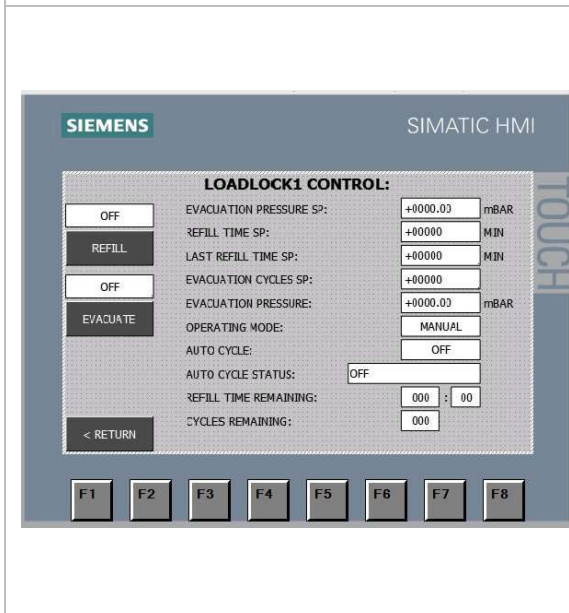 SIEMENS SIMATIC HMI
TOUCH
LOADLOCK1 CONTROL:
OFF
REFILL
OFF
EVACUATE
< RETURN
EVACUATION PRESSURE SP: +0000.00 mBAR
REFILL TIME SP: +00000 MIN
LAST REFILL TIME SP: +00000 MIN
EVACUATION CYCLES SP: +00000
EVACUATION PRESSURE: +0000.00 mBAR
OPERATING MODE: MANUAL
AUTO CYCLE: OFF
AUTO CYCLE STATUS: OFF
REFILL TIME REMAINING: 000 : 00
CYCLES REMAINING: 000
F1 F2 F3 F4 F5 F6 F7 F8